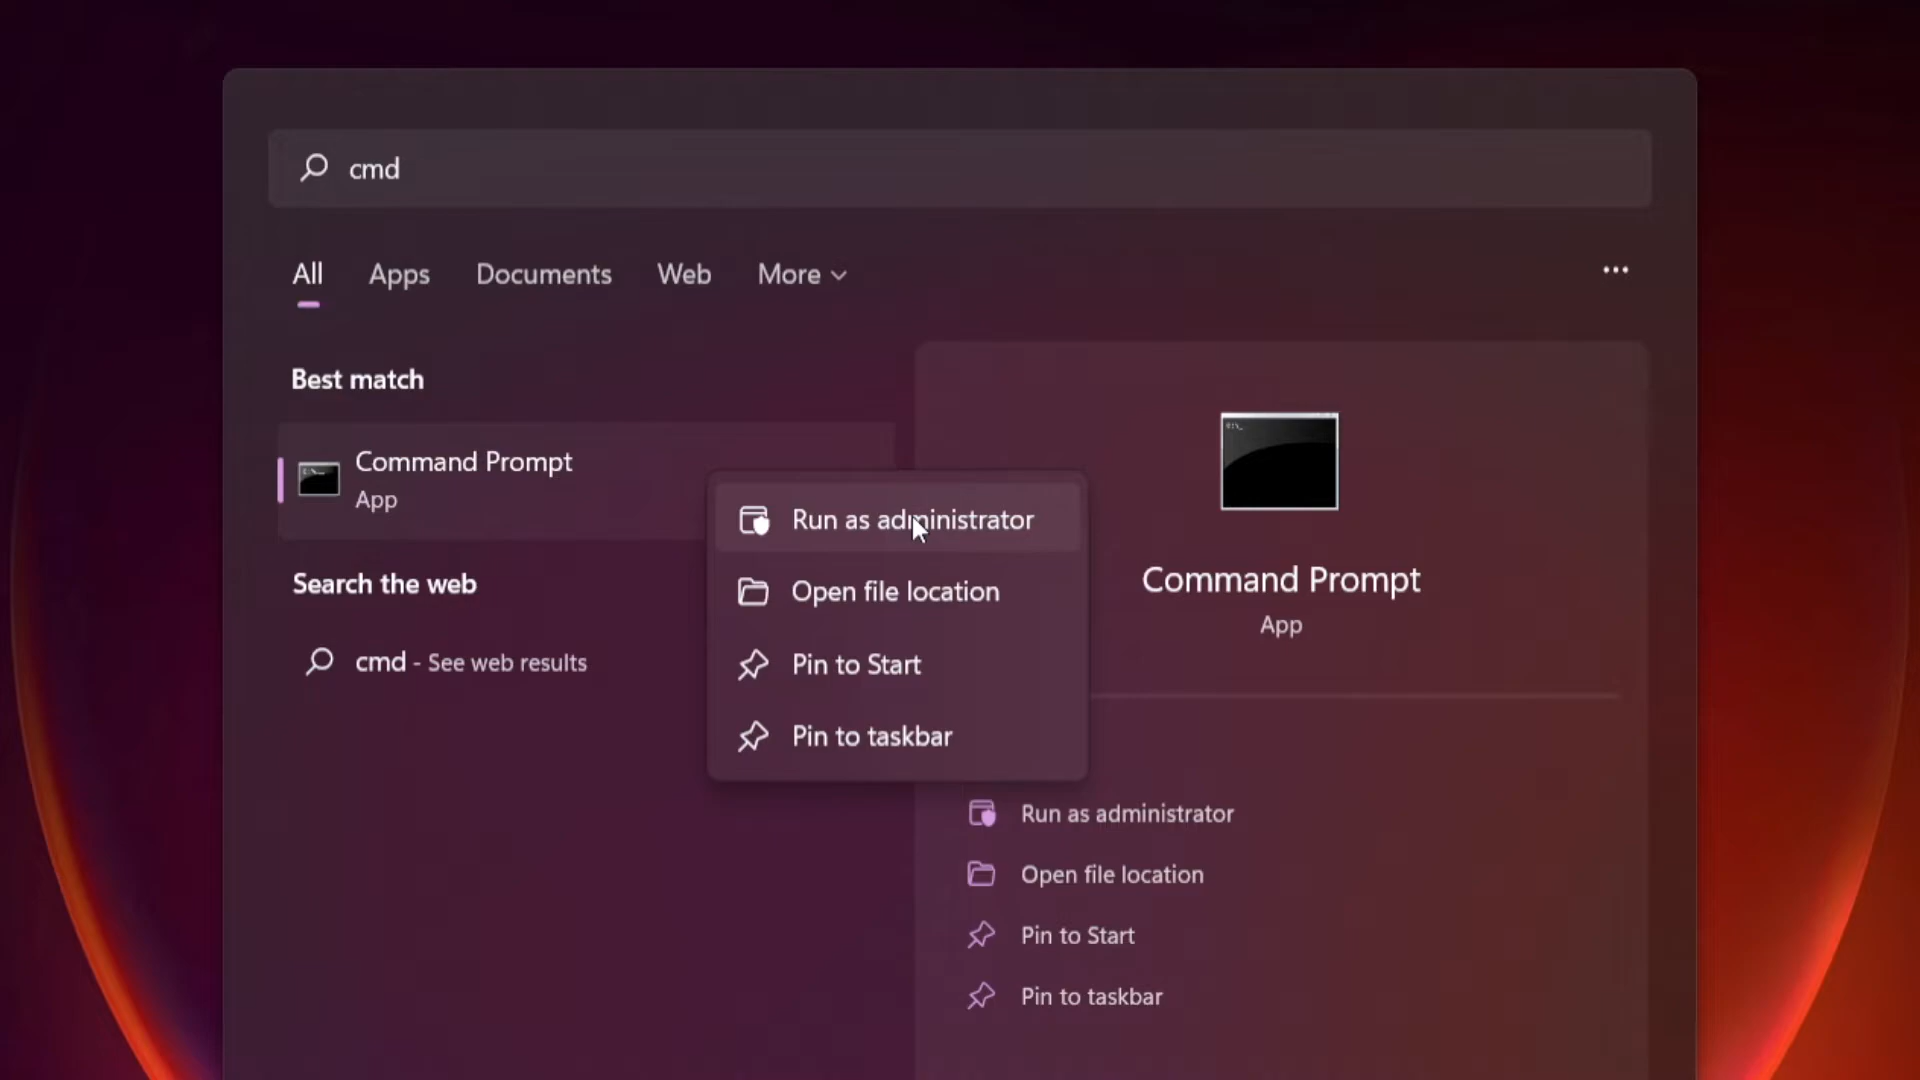 cmd
All Apps Documents Web More
Best match
Command Prompt
App
Search the web
cmd - See web results
Run as administrator
Open file location
Pin to Start
Pin to taskbar
Command Prompt
App
Run as administrator
Open file location
Pin to Start
Pin to taskbar